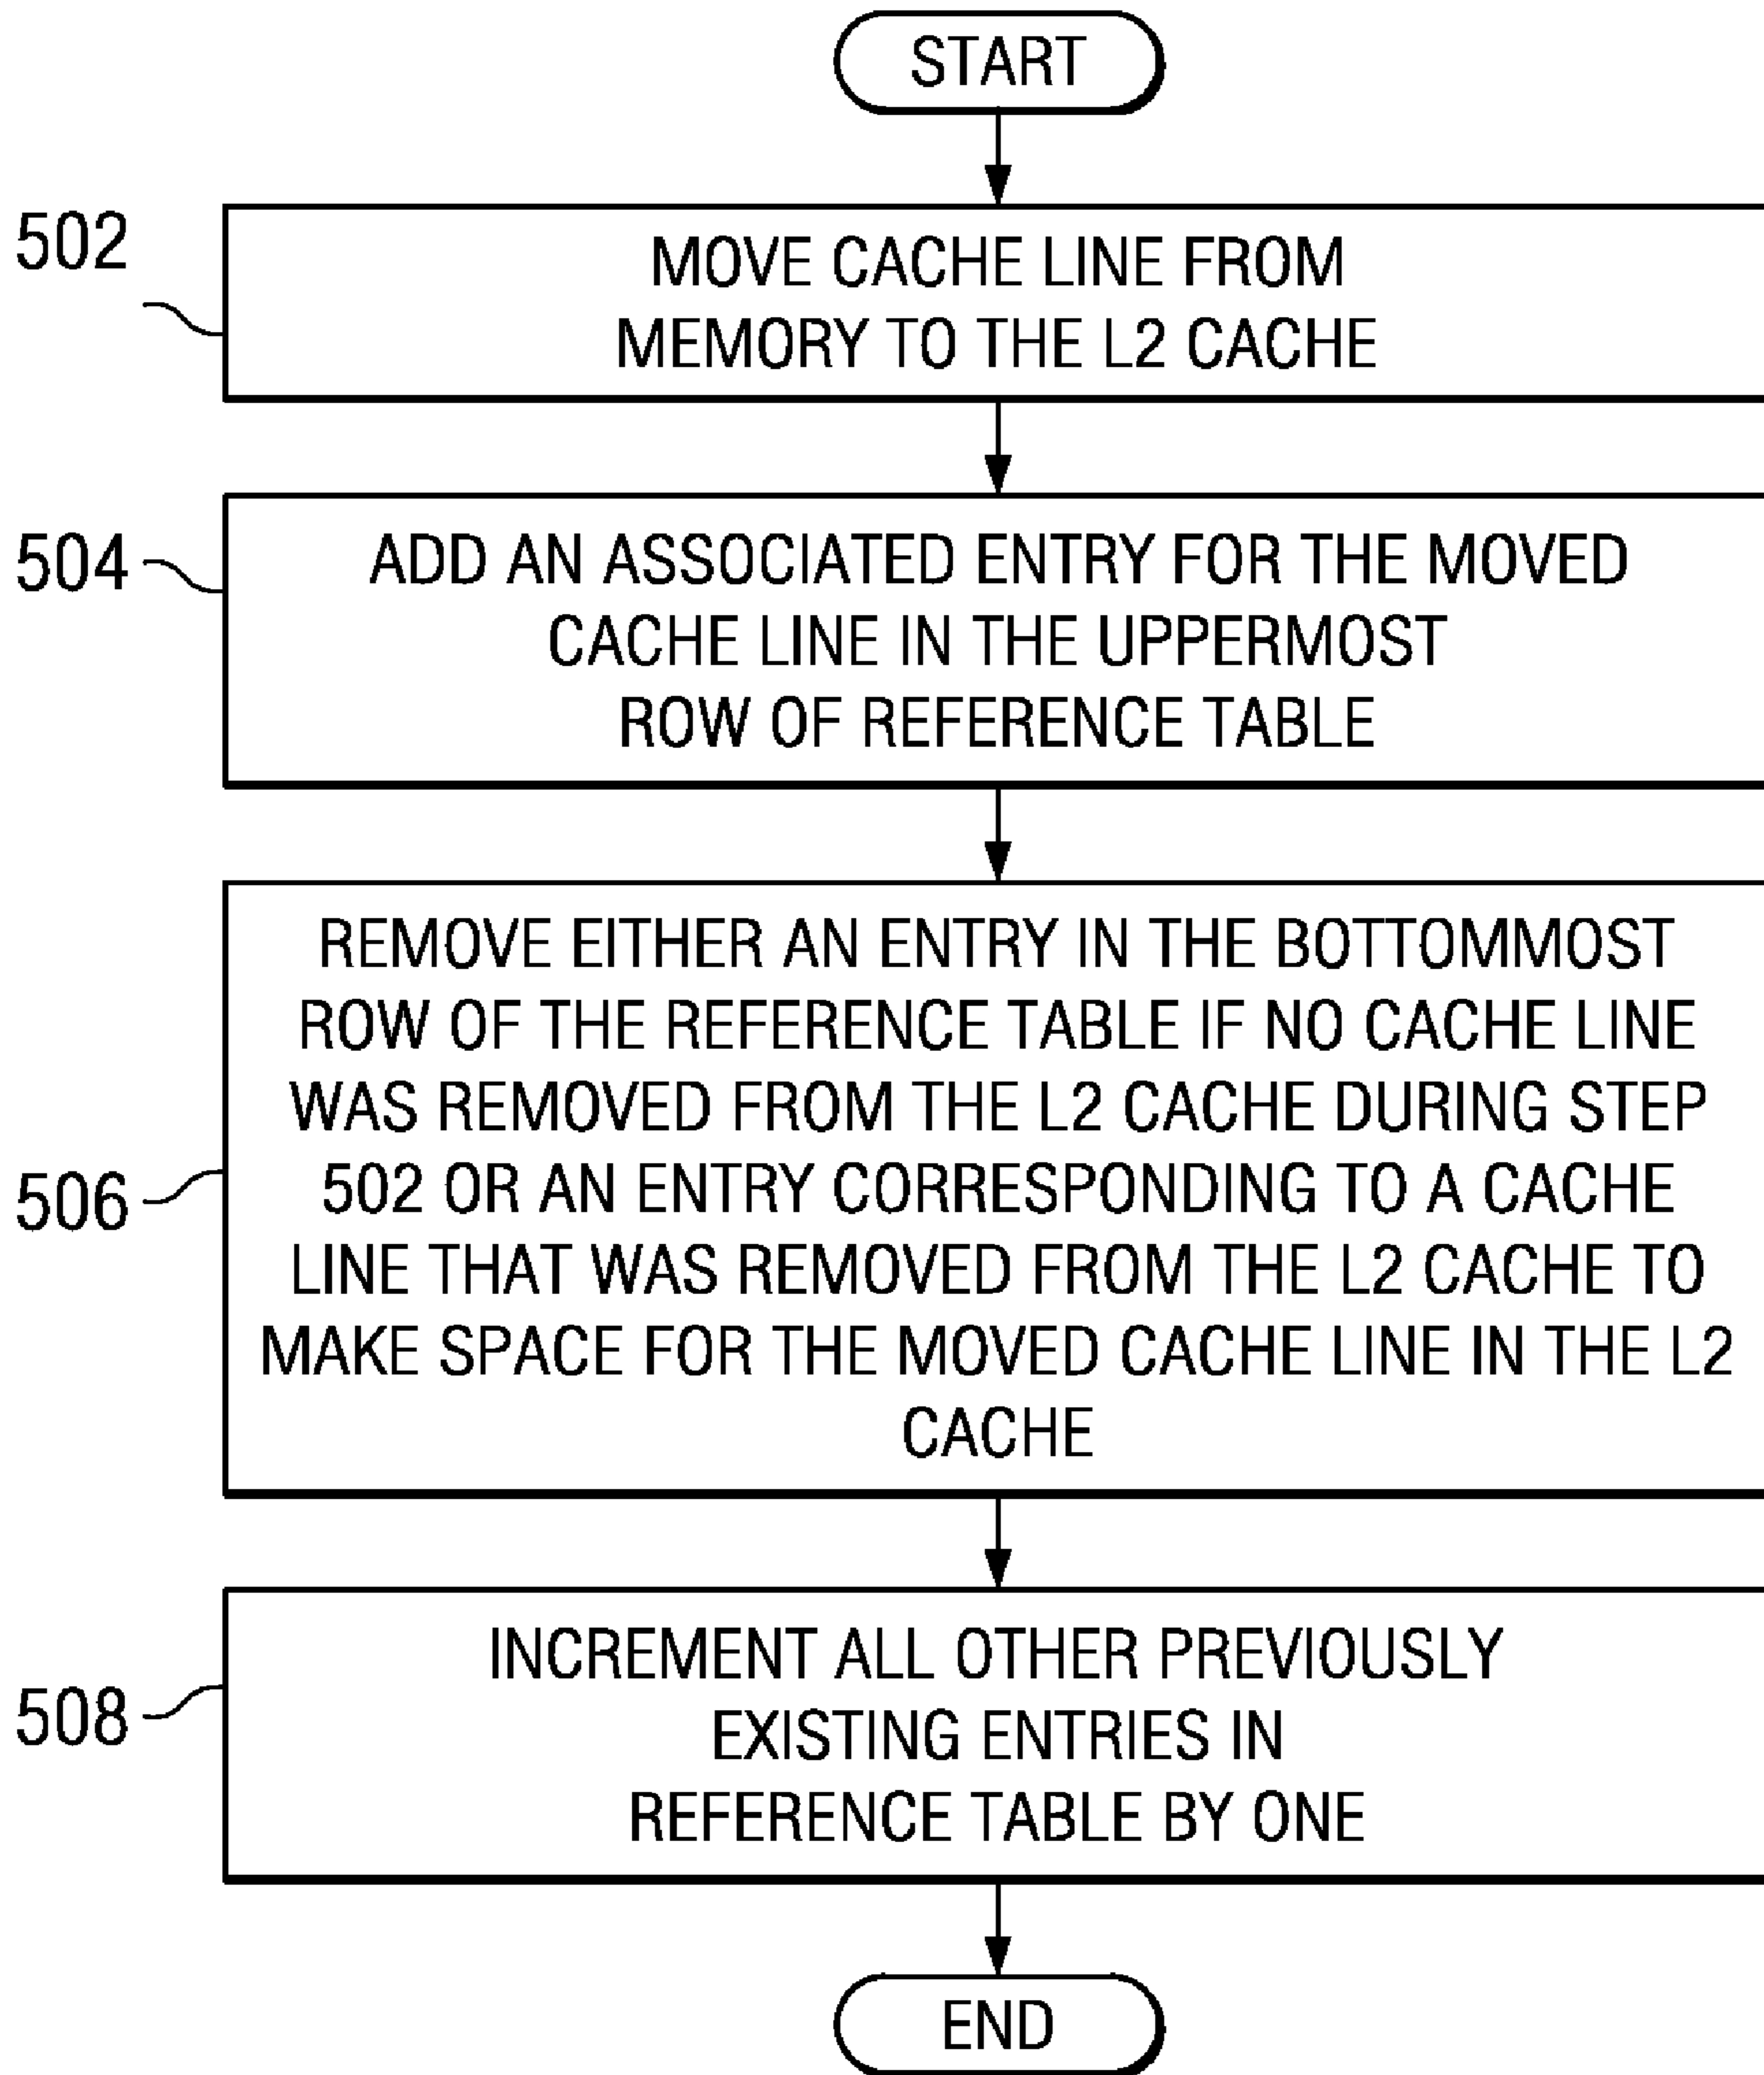 START
502
MOVE CACHE LINE FROM
MEMORY TO THE L2 CACHE
504
ADD AN ASSOCIATED ENTRY FOR THE MOVED
CACHE LINE IN THE UPPERMOST
ROW OF REFERENCE TABLE
506
REMOVE EITHER AN ENTRY IN THE BOTTOMMOST
ROW OF THE REFERENCE TABLE IF NO CACHE LINE
WAS REMOVED FROM THE L2 CACHE DURING STEP
502 OR AN ENTRY CORRESPONDING TO A CACHE
LINE THAT WAS REMOVED FROM THE L2 CACHE TO
MAKE SPACE FOR THE MOVED CACHE LINE IN THE L2
CACHE
508
INCREMENT ALL OTHER PREVIOUSLY
EXISTING ENTRIES IN
REFERENCE TABLE BY ONE
END